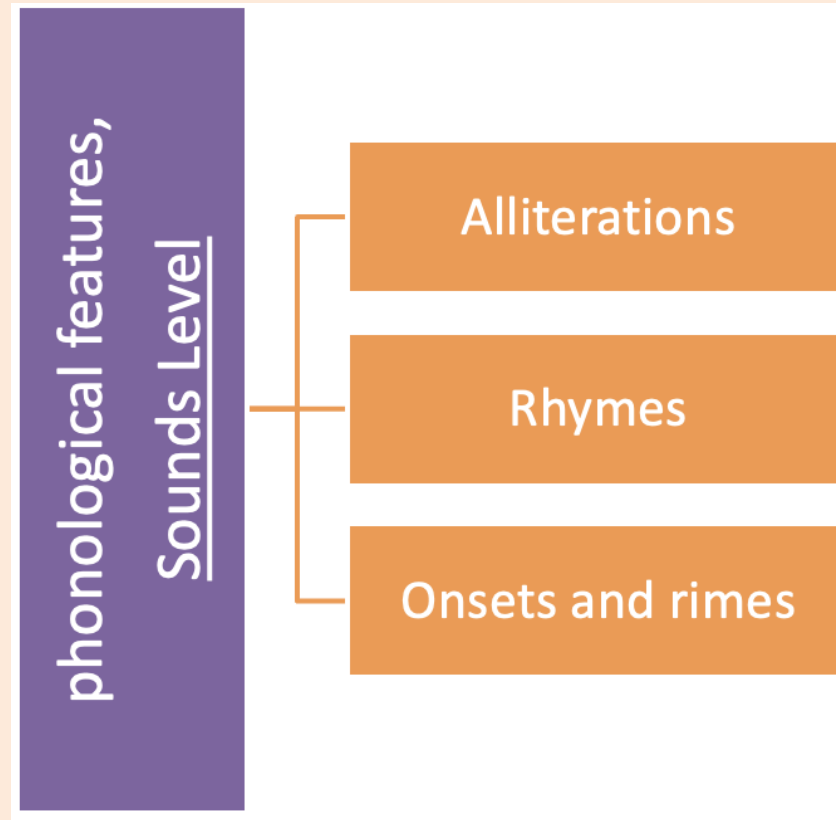 phonological features,
Sounds Level
Alliterations
Rhymes
Onsets and rimes